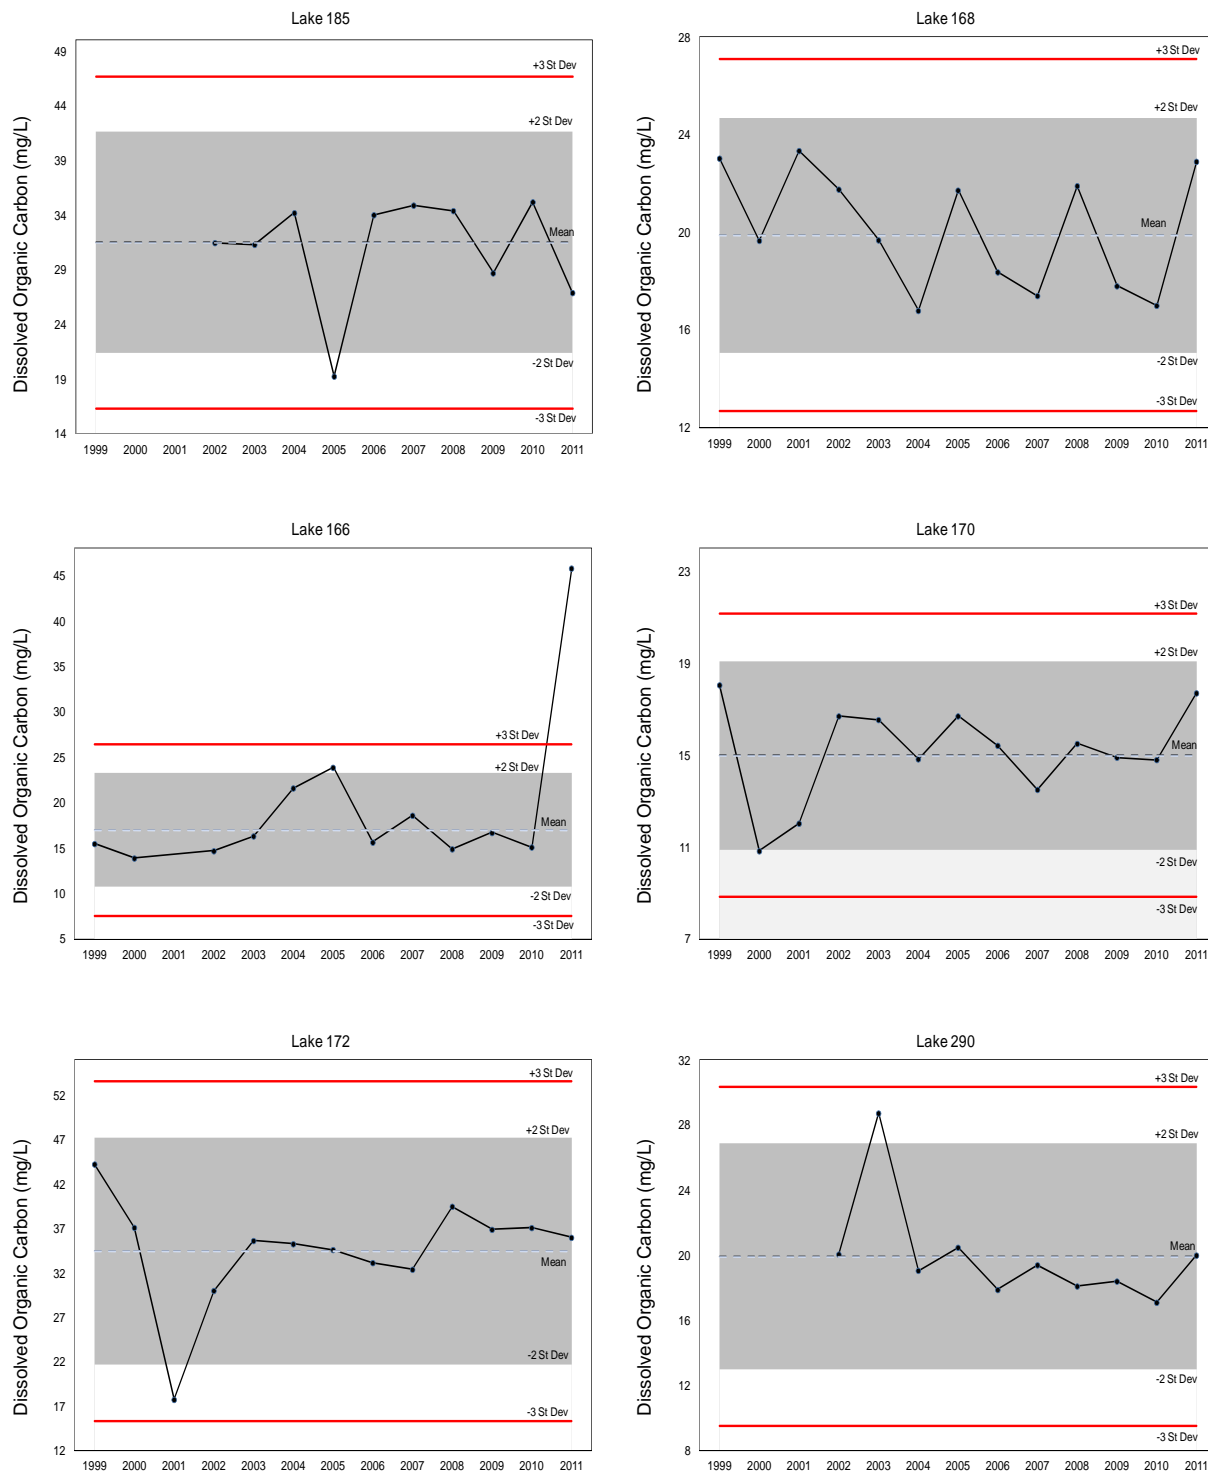 Lake 185
Dissolved Organic Carbon (mg/L)
49
44
39
34
29
24
19
14
+3 St Dev
+2 St Dev
Mean
-2 St Dev
-3 St Dev
1999 2000 2001 2002 2003 2004 2005 2006 2007 2008 2009 2010 2011
Lake 168
Dissolved Organic Carbon (mg/L)
28
24
20
16
12
+3 St Dev
+2 St Dev
Mean
-2 St Dev
-3 St Dev
1999 2000 2001 2002 2003 2004 2005 2006 2007 2008 2009 2010 2011
Lake 166
Dissolved Organic Carbon (mg/L)
45
40
35
30
25
20
15
10
5
+3 St Dev
+2 St Dev
Mean
-2 St Dev
-3 St Dev
1999 2000 2001 2002 2003 2004 2005 2006 2007 2008 2009 2010 2011
Lake 170
Dissolved Organic Carbon (mg/L)
23
19
15
11
7
+3 St Dev
+2 St Dev
Mean
-2 St Dev
-3 St Dev
1999 2000 2001 2002 2003 2004 2005 2006 2007 2008 2009 2010 2011
Lake 172
Dissolved Organic Carbon (mg/L)
52
47
42
37
32
27
22
17
12
+3 St Dev
+2 St Dev
Mean
-2 St Dev
-3 St Dev
1999 2000 2001 2002 2003 2004 2005 2006 2007 2008 2009 2010 2011
Lake 290
Dissolved Organic Carbon (mg/L)
32
28
24
20
16
12
8
+3 St Dev
+2 St Dev
Mean
-2 St Dev
-3 St Dev
1999 2000 2001 2002 2003 2004 2005 2006 2007 2008 2009 2010 2011